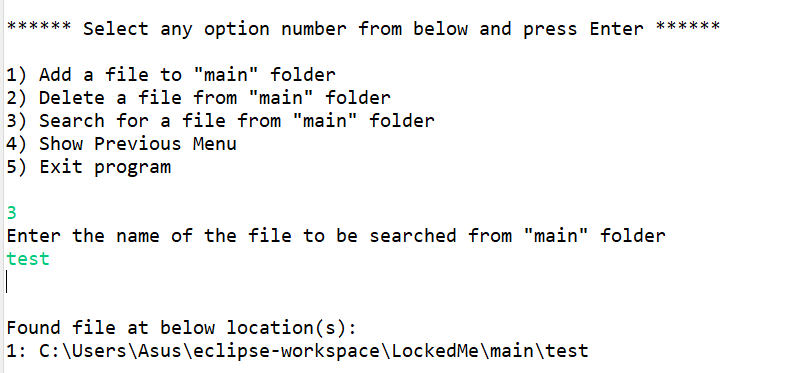 ****** Select any option number from below and press Enter ******
1) Add a file to "main" folder
2) Delete a file from "main" folder
3) Search for a file from "main" folder
4) Show Previous Menu
5) Exit program
3
Enter the name of the file to be searched from "main" folder
test
Found file at below location(s):
1: C:\Users\Asus\eclipse-workspace\LockedMe\main\test